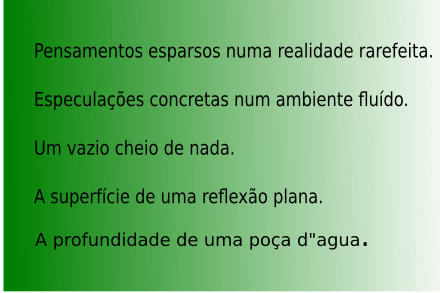 Pensamentos esparsos numa realidade rarefeita.
Especulações concretas num ambiente fluído.
Um vazio cheio de nada.
A superfície de uma reflexão plana.
A profundidade de uma poça d"agua.